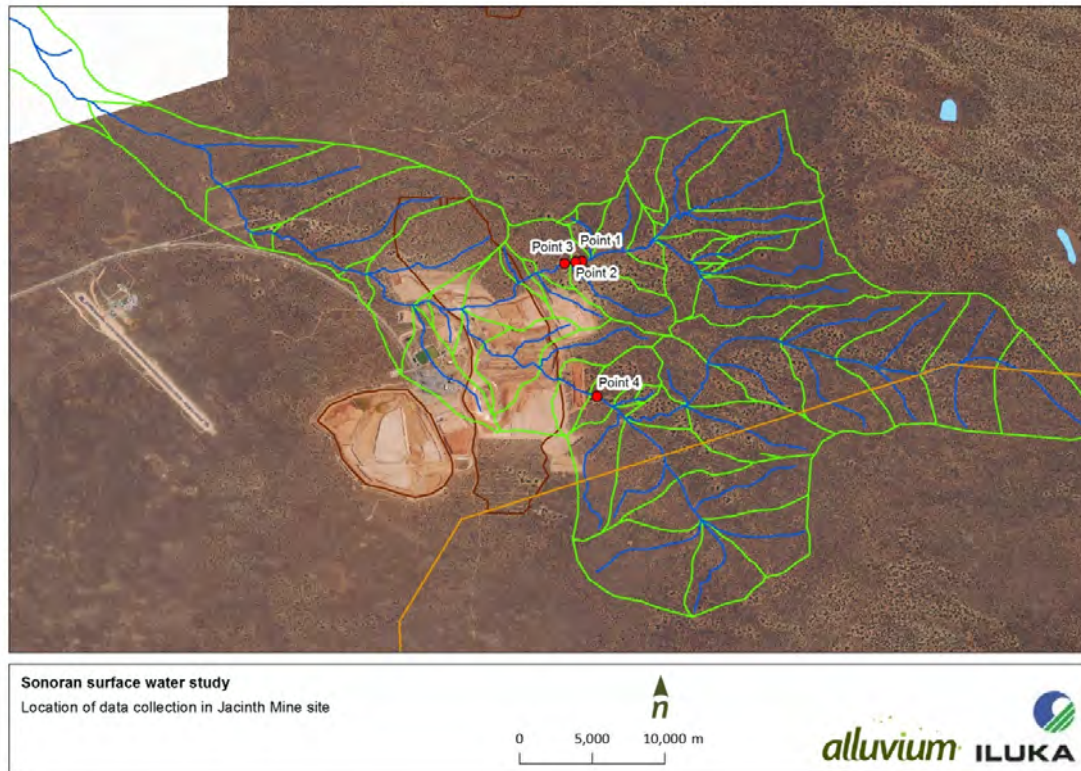 Point 3
Point 1
Point 2
Point 4
Sonoran surface water study
Location of data collection in Jacinth Mine site
n
0 5,000 10,000 m
alluvium
ILUKA